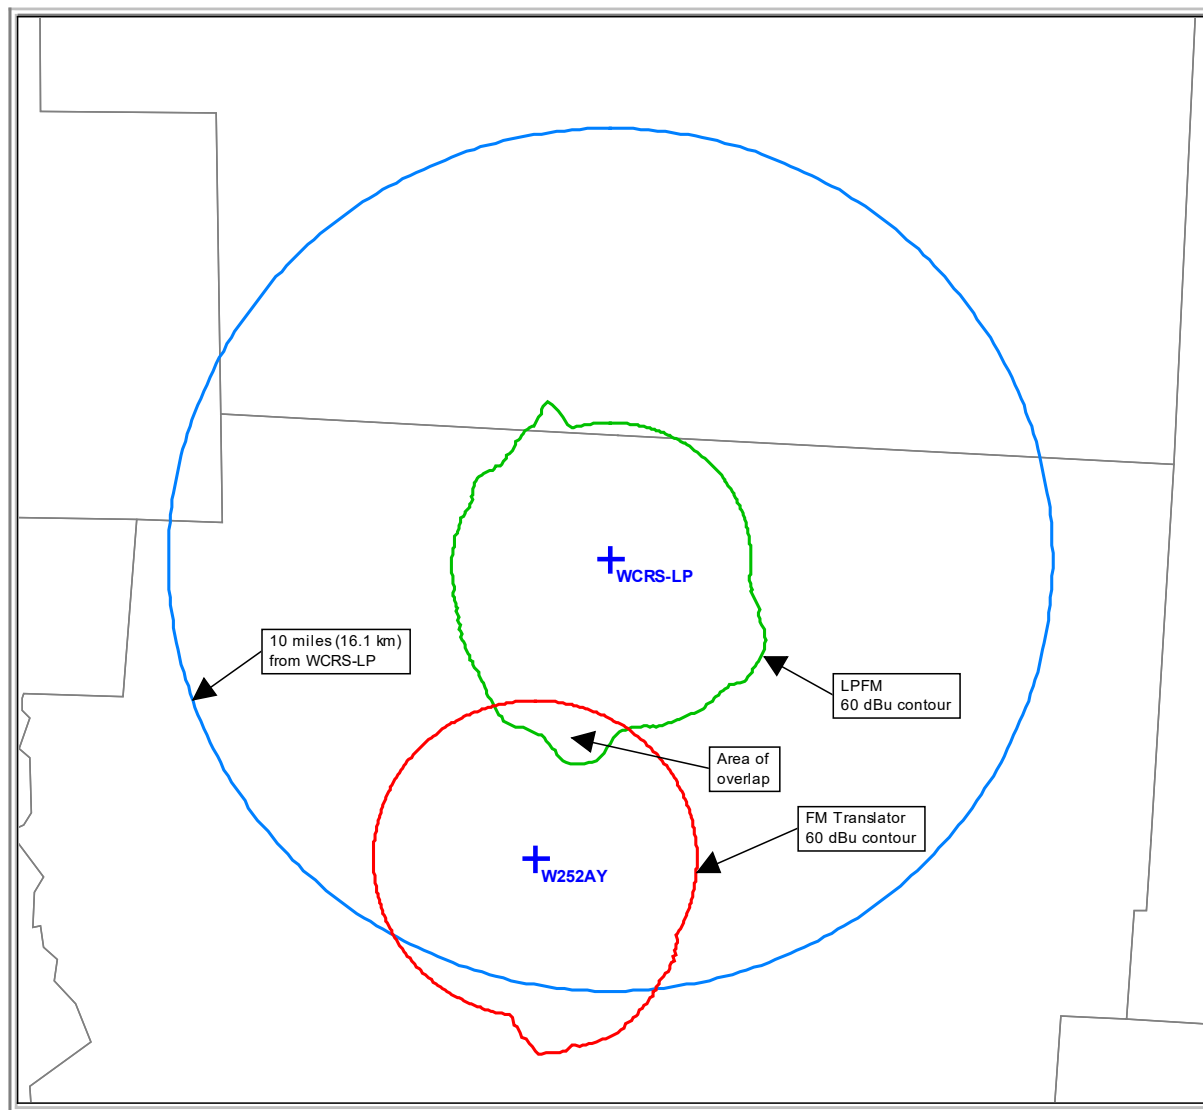 WCRS-LP
10 miles (16.1 km)
from WCRS-LP
LPFM
60 dBu contour
Area of
overlap
FM Translator
60 dBu contour
W252AY